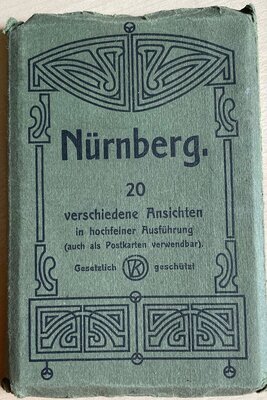 Nürnberg.
20
verschiedene Ansichten
in hochfeiner Ausführung
(auch als Postkarten verwendbar).
Gesetzlich geschützt